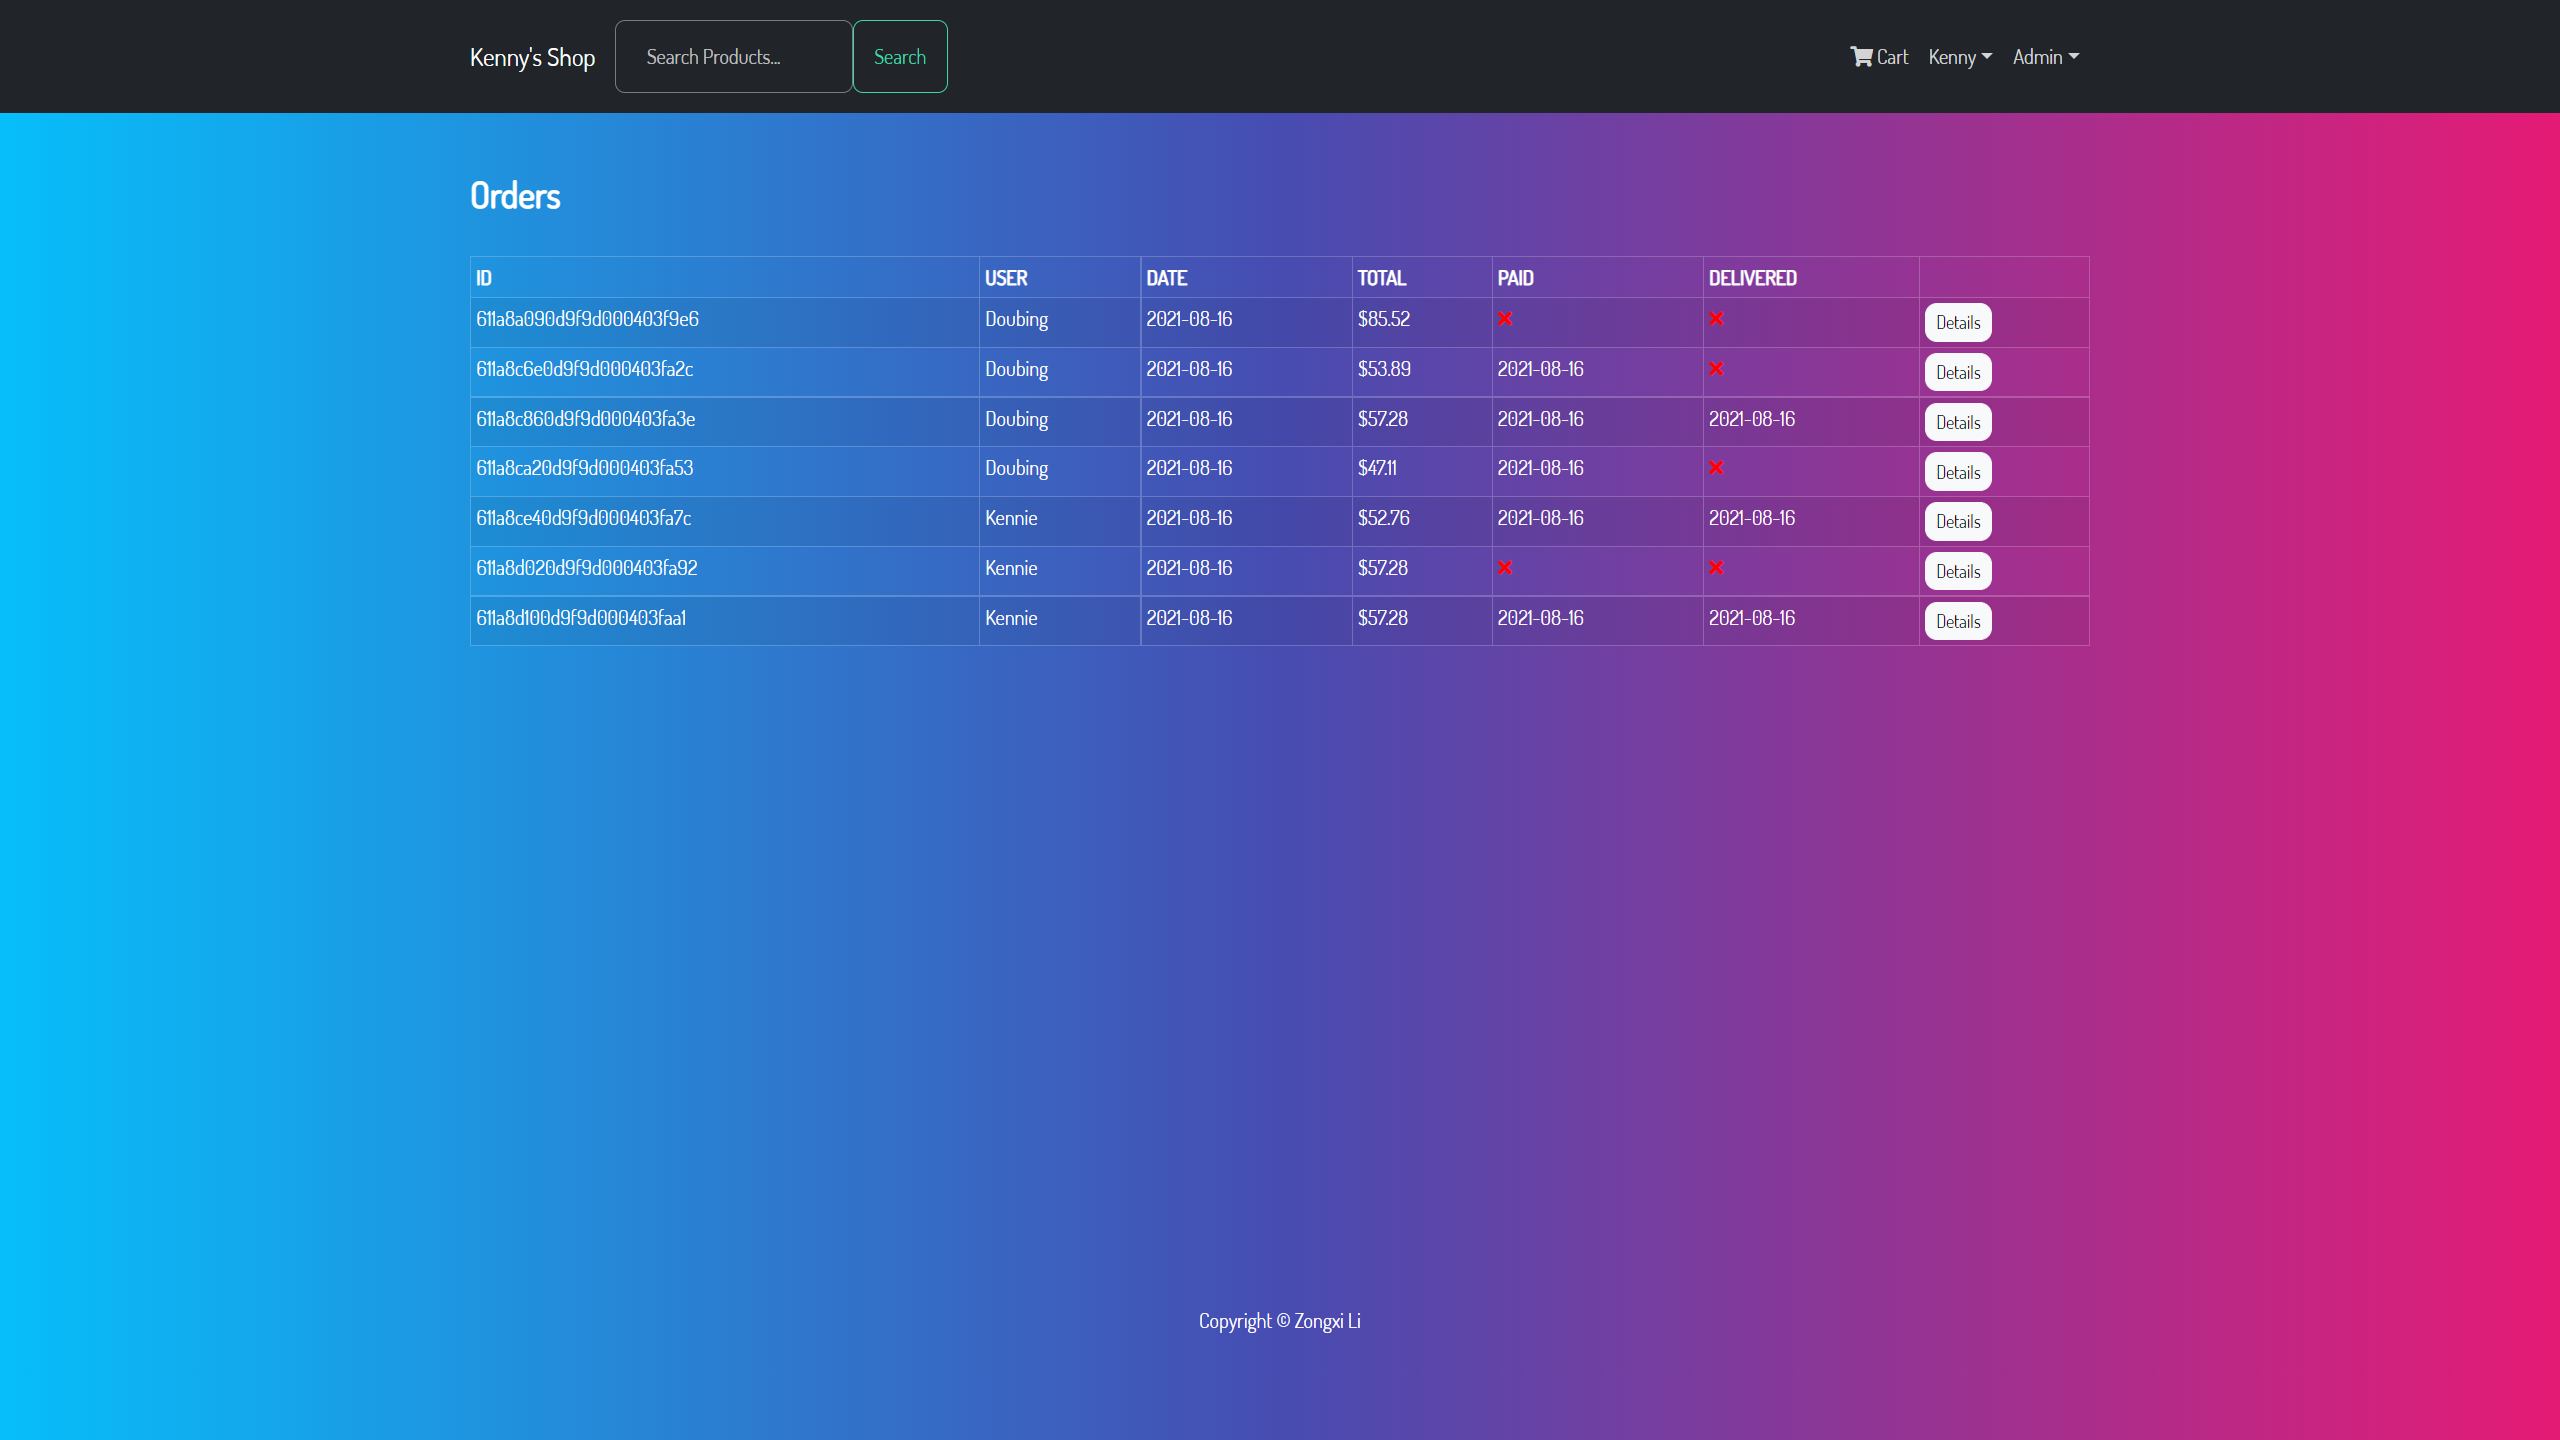 Kenny's Shop Search Products... Search Cart Kenny Admin
Orders
ID USER DATE TOTAL PAID DELIVERED
611a8a090d9f9d000403f9e6 Doubing 2021-08-16 $85.52 Details
611a8c6e0d9f9d000403fa2c Doubing 2021-08-16 $53.89 2021-08-16 Details
611a8c860d9f9d000403fa3e Doubing 2021-08-16 $57.28 2021-08-16 2021-08-16 Details
611a8ca20d9f9d000403fa53 Doubing 2021-08-16 $47.11 2021-08-16 Details
611a8ce40d9f9d000403fa7c Kennie 2021-08-16 $52.76 2021-08-16 2021-08-16 Details
611a8d020d9f9d000403fa92 Kennie 2021-08-16 $57.28 Details
611a8d100d9f9d000403faa1 Kennie 2021-08-16 $57.28 2021-08-16 2021-08-16 Details
Copyright © Zongxi Li